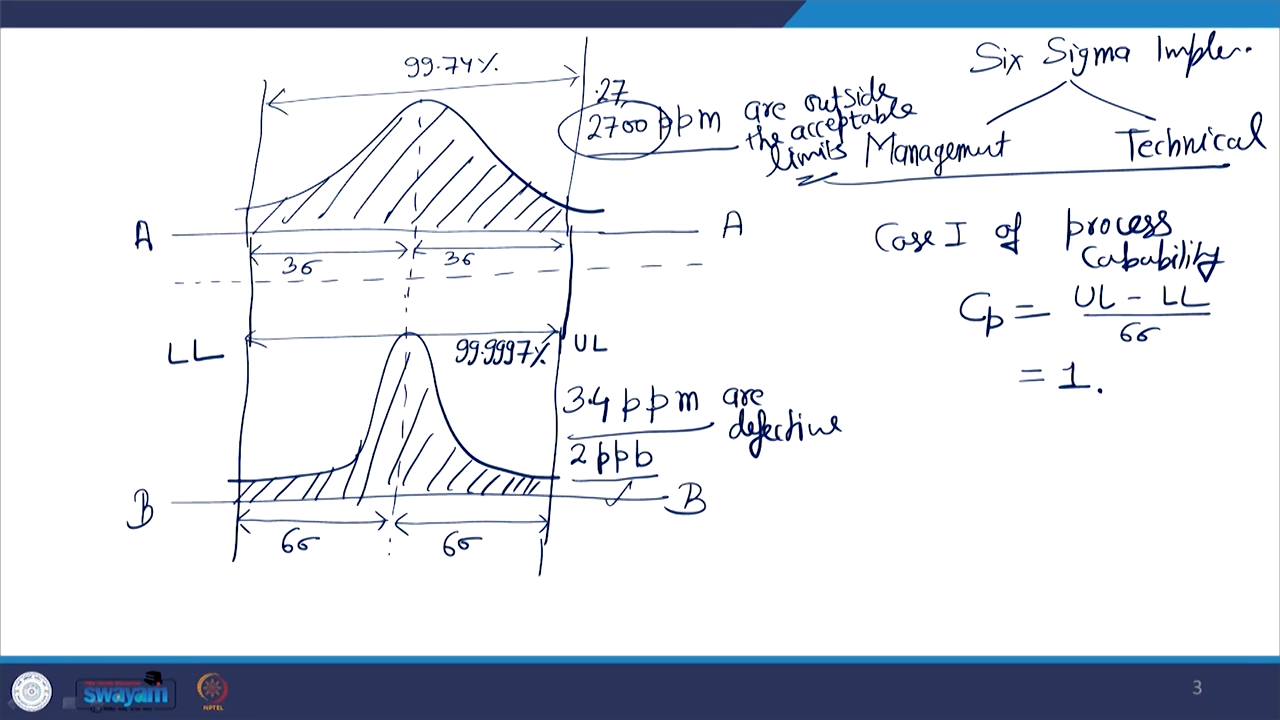 99.74%
.27
2700 ppm are outside
the acceptable
limits
Six Sigma Imple..
Management Technical
A A
3σ 3σ
LL UL
99.9997%
3.4 ppm are
defective
2 ppb
B B
6σ 6σ
Case I of process
Cabability
Cp = UL - LL
6σ
= 1.
swayam
NPTEL
3